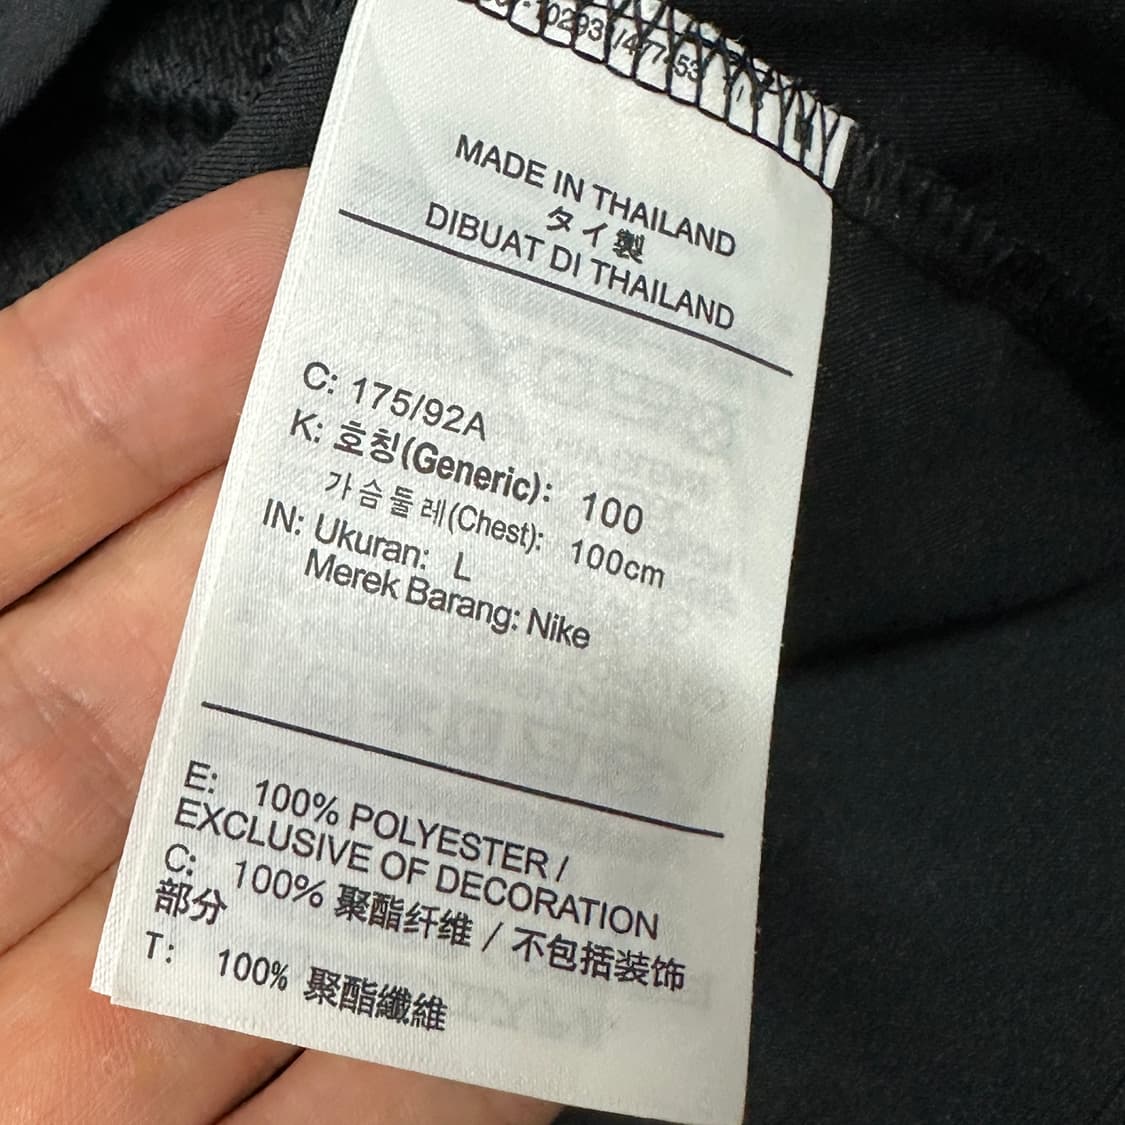 MADE IN THAILAND
タイ製
DIBUAT DI THAILAND
C: 175/92A
K: 호칭(Generic): 100
가슴둘레(Chest): 100cm
IN: Ukuran: L
Merek Barang: Nike
E: 100% POLYESTER /
EXCLUSIVE OF DECORATION
C: 100% 聚酯纤维 / 不包括装饰
部分
T: 100% 聚酯纖維